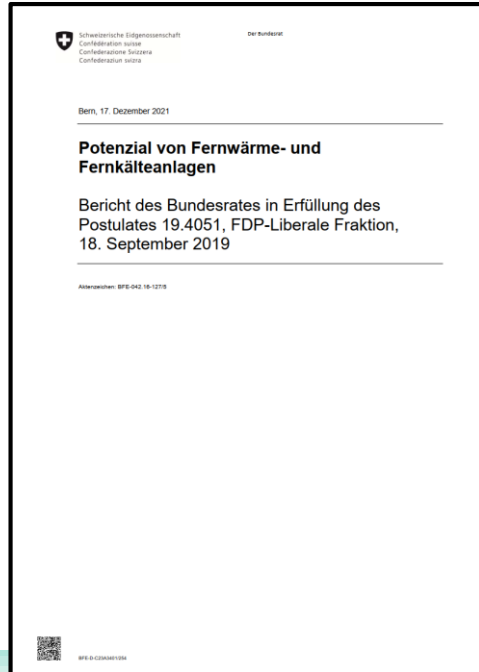 Schweizerische Eidgenossenschaft
Confédération suisse
Confederazione Svizzera
Confederaziun svizra
Der Bundesrat
Bern, 17. Dezember 2021
Potenzial von Fernwärme- und
Fernkälteanlagen
Bericht des Bundesrates in Erfüllung des
Postulates 19.4051, FDP-Liberale Fraktion,
18. September 2019
Aktenzeichen: BFE-042.16-127/5